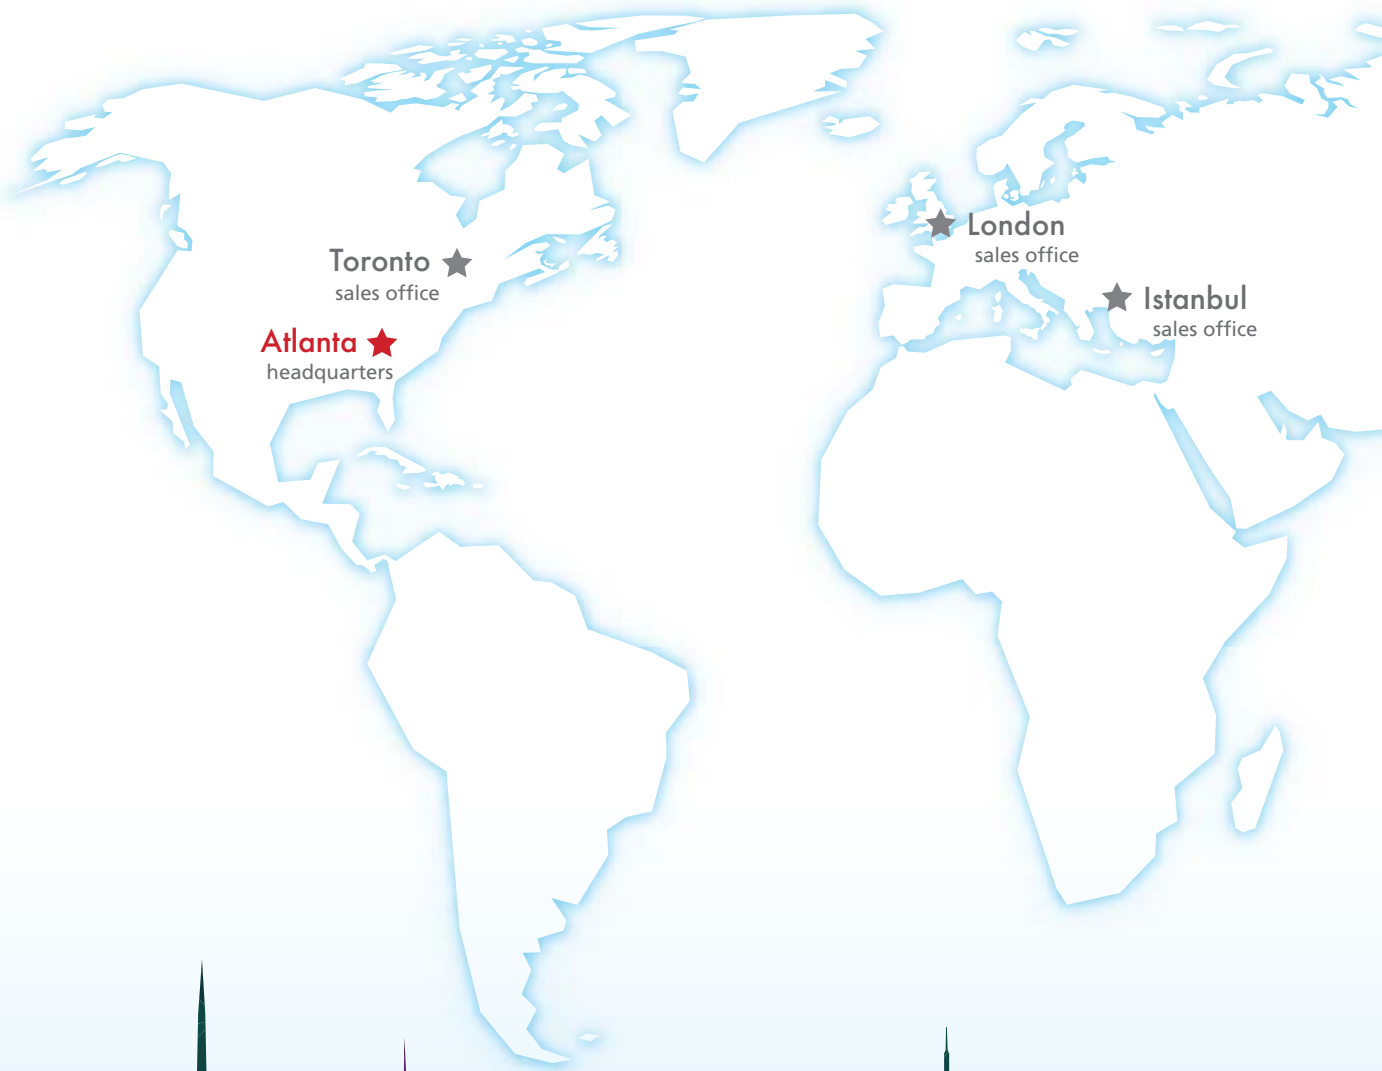 London
sales office
Toronto
sales office
Istanbul
sales office
Atlanta
headquarters